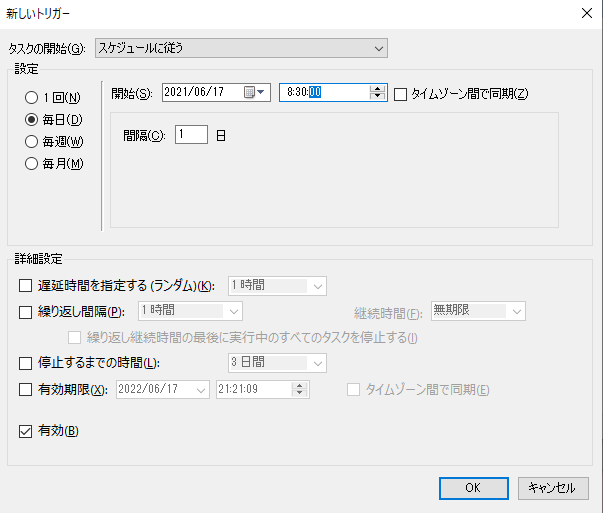 新しいトリガー
タスクの開始(G): スケジュールに従う
設定
1 回(N)
毎日(D)
毎週(W)
毎月(M)
開始(S): 2021/06/17 8:30:00 タイムゾーン間で同期(Z)
間隔(C): 1 日
詳細設定
遅延時間を指定する (ランダム)(K): 1 時間
繰り返し間隔(P): 1 時間 継続時間(F): 無期限
繰り返し継続時間の最後に実行中のすべてのタスクを停止する(I)
停止するまでの時間(L): 3 日間
有効期限(X): 2022/06/17 21:21:09 タイムゾーン間で同期(E)
有効(B)
OK キャンセル